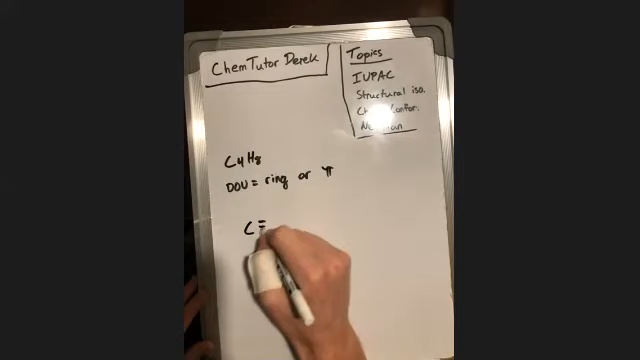 ChemTutor Derek
Topics
IUPAC
Structural iso.
C4H8
DOU = ring or π
C =